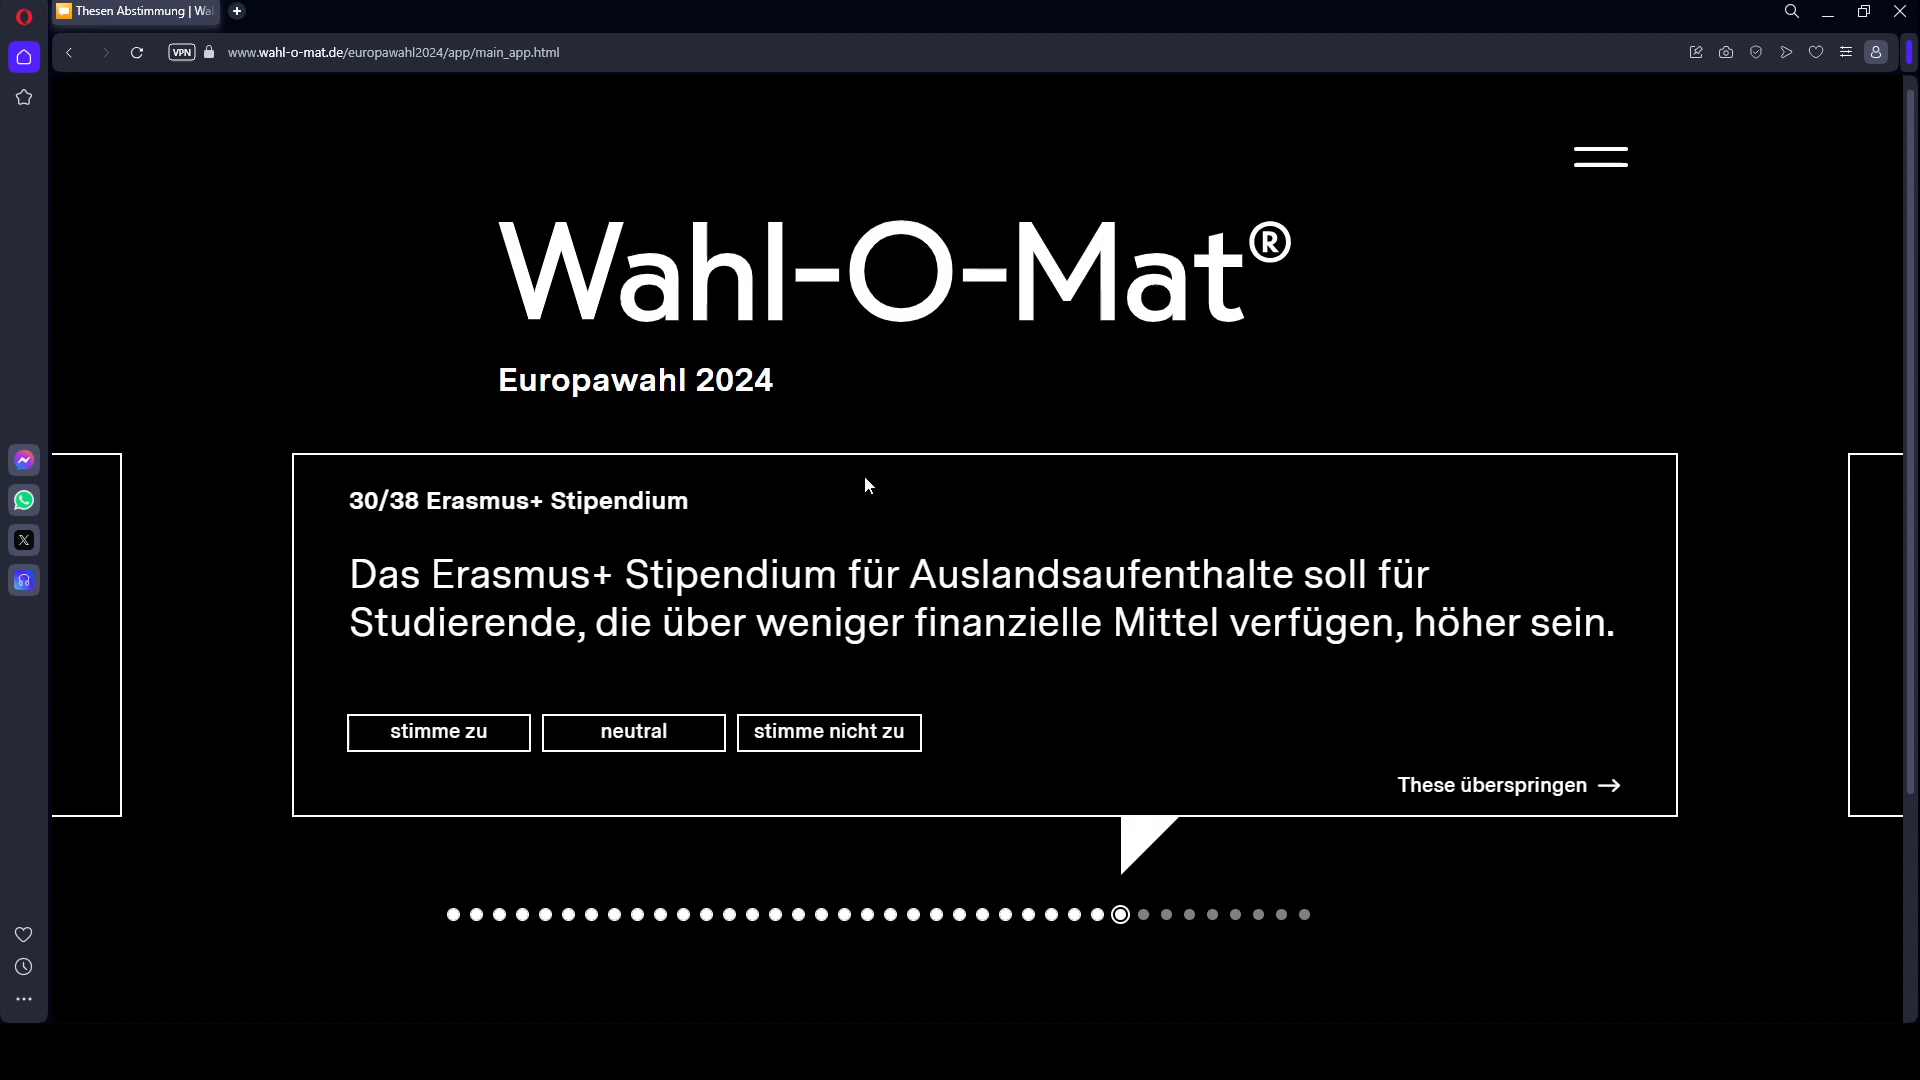 Thesen Abstimmung | Wa
VPN
www.wahl-o-mat.de/europawahl2024/app/main_app.html
Wahl-O-Mat®
Europawahl 2024
30/38 Erasmus+ Stipendium
Das Erasmus+ Stipendium für Auslandsaufenthalte soll für
Studierende, die über weniger finanzielle Mittel verfügen, höher sein.
stimme zu
neutral
stimme nicht zu
These überspringen →